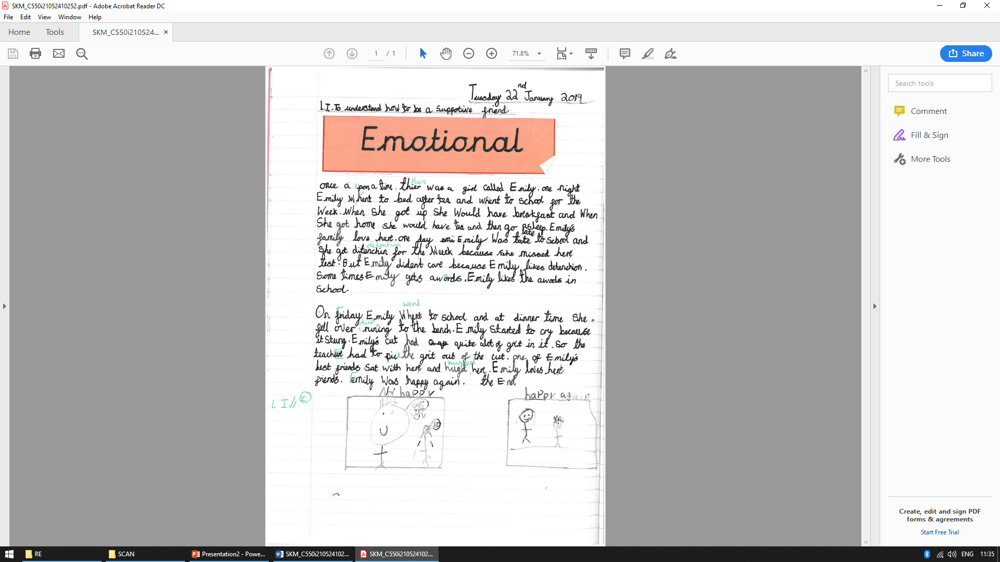 SKM_C550i21052410252.pdf - Adobe Acrobat Reader DC
File Edit View Window Help
Home Tools SKM_C550i210524... ×
1 / 1 71.8% Share
Search tools
Comment
Fill & Sign
More Tools
Tuesday 22nd January 2019
L.I. To understand how to be a supportive friend.
Emotional
there
once a upon a time, thier was a girl called Emily. one night
Emily Whent to bed after tea and whent to school for the
Week. When She got up She Would have breakfast and When
She got home she would have tea and then go asleep. Emily's
late
family love here. one day emi Emily Was late to School and
detention
She got ditenchin for the Week because she missed here
test. But Emily dident care because Emily likes detenchion.
Some times Emily gets awards. Emily likes the awods in
School.
went
On friday Emily Whent to school and at dinner time She
whilst n
fell over runing to the bench. Emily Started to cry because
it Stung. Emily's cut had quite alot of grit in it. So the
er
teachure had to pick the grit out of the cut. one of Emily's
hugged
best friends Sat with here and hugd here. Emily loves here
friends. Emily Was happy again. the End
Not happy
happy again
L.I// I
Create, edit and sign PDF
forms & agreements
Start Free Trial
RE SCAN Presentation2 - Powe... SKM_C550i214102... SKM_C550i210524102... ENG 11:35